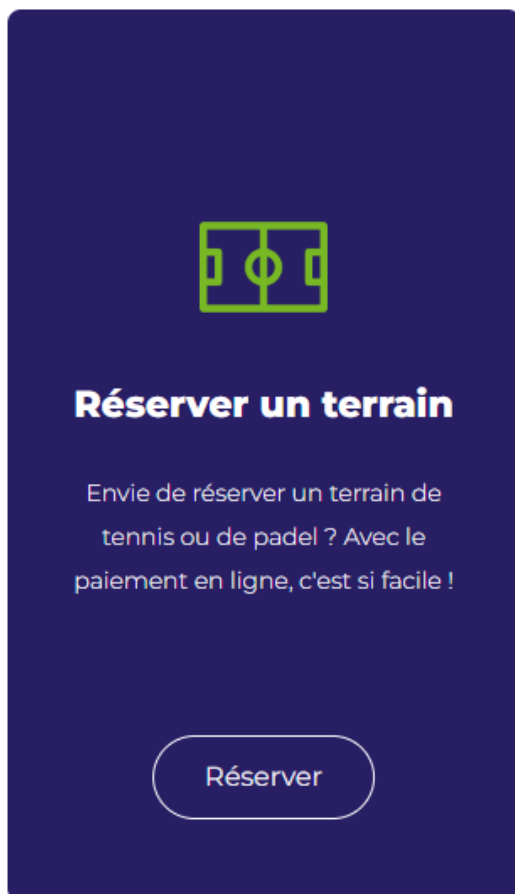 Réserver un terrain
Envie de réserver un terrain de
tennis ou de padel ? Avec le
paiement en ligne, c'est si facile !
Réserver